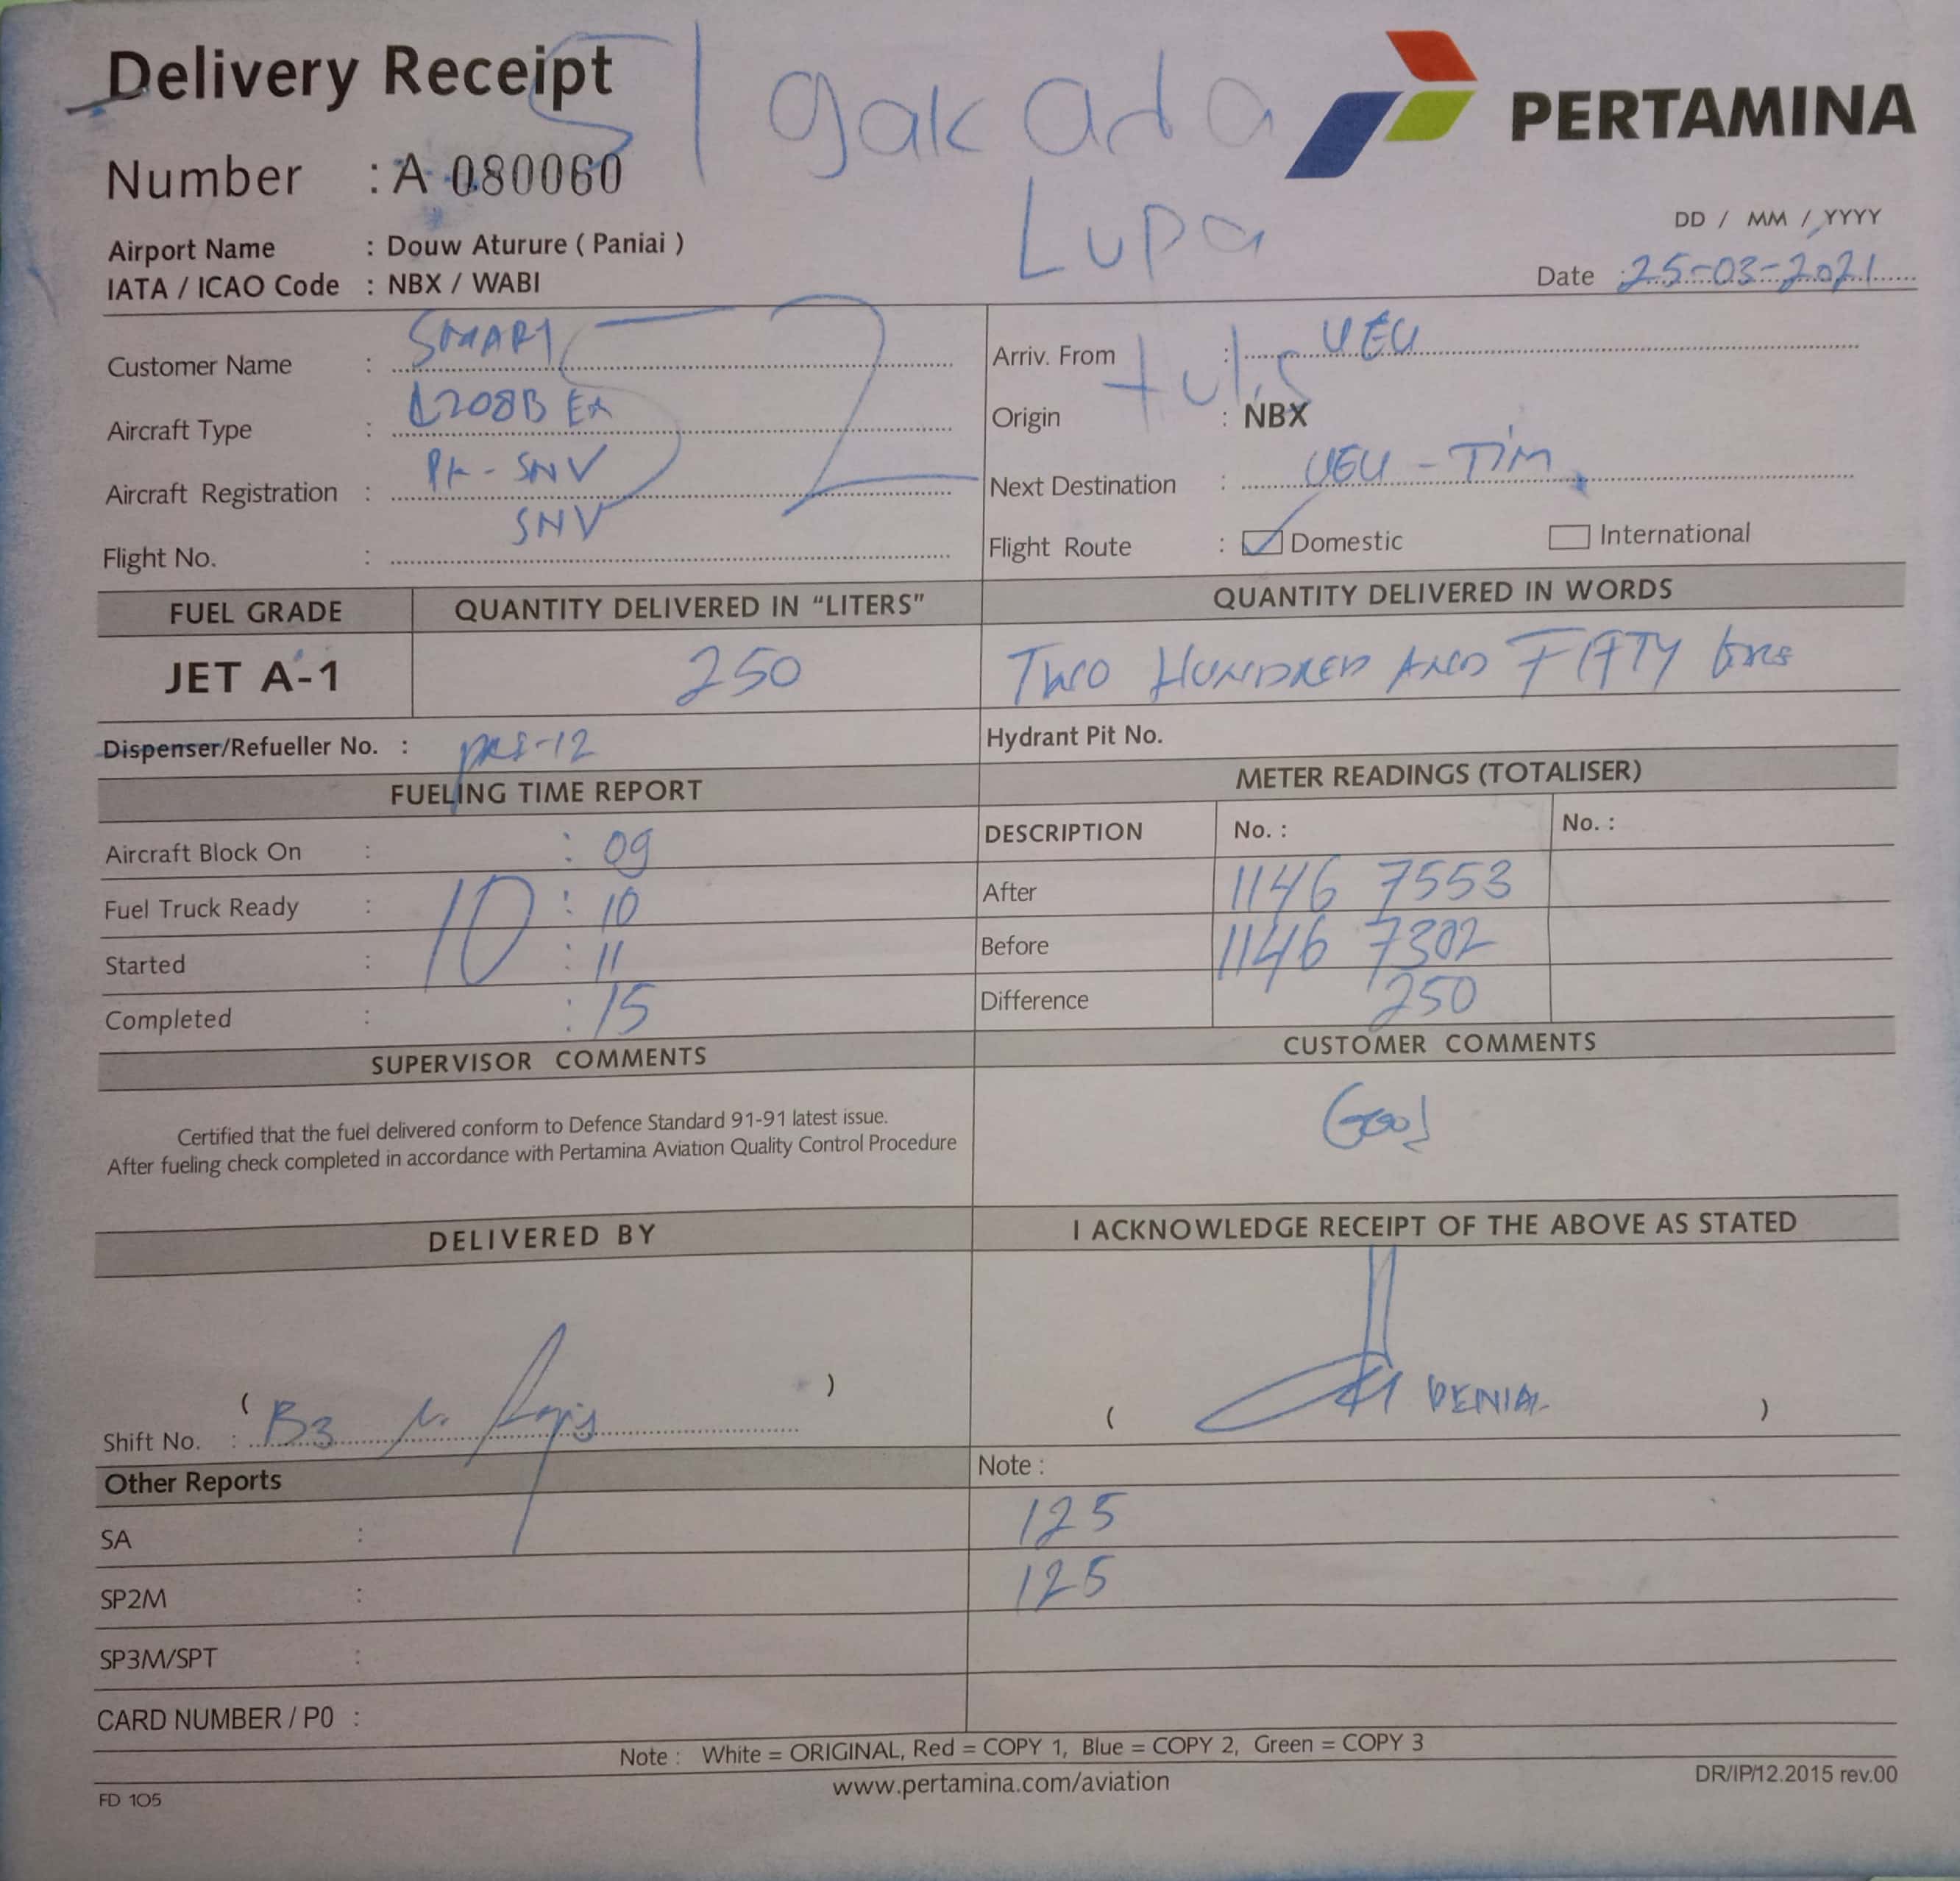 Delivery Receipt
51 gak ada
PERTAMINA
Number : A 080060
Lupa
Airport Name : Douw Aturure ( Paniai )
DD / MM / YYYY
IATA / ICAO Code : NBX / WABI
Date : 25-03-2021
52
tulis
Customer Name : SMART
Arriv. From : UEU
Aircraft Type : C208B EX
Origin : NBX
Aircraft Registration : PK-SNV
Next Destination : UEU - TIM
Flight No. : SNV
Flight Route : Domestic International
FUEL GRADE QUANTITY DELIVERED IN “LITERS” QUANTITY DELIVERED IN WORDS
JET A-1 250 TWO HUNDRED AND FIFTY
Dispenser/Refueller No. : Hydrant Pit No.
FUELING TIME REPORT METER READINGS (TOTALISER)
DESCRIPTION No. : No. :
Aircraft Block On : : 09
After 1146 7553
Fuel Truck Ready : 10 : 10
Before 1146 7302
Started : : 11
Difference 250
Completed : : 15
SUPERVISOR COMMENTS CUSTOMER COMMENTS
Certified that the fuel delivered conform to Defence Standard 91-91 latest issue.
After fueling check completed in accordance with Pertamina Aviation Quality Control Procedure
Good
DELIVERED BY I ACKNOWLEDGE RECEIPT OF THE ABOVE AS STATED
( )
( DENIAL )
Shift No. : B3
Other Reports Note :
SA : 125
SP2M : 125
SP3M/SPT :
CARD NUMBER / P0 :
Note : White = ORIGINAL, Red = COPY 1, Blue = COPY 2, Green = COPY 3
www.pertamina.com/aviation
FD 105 DR/IP/12.2015 rev.00